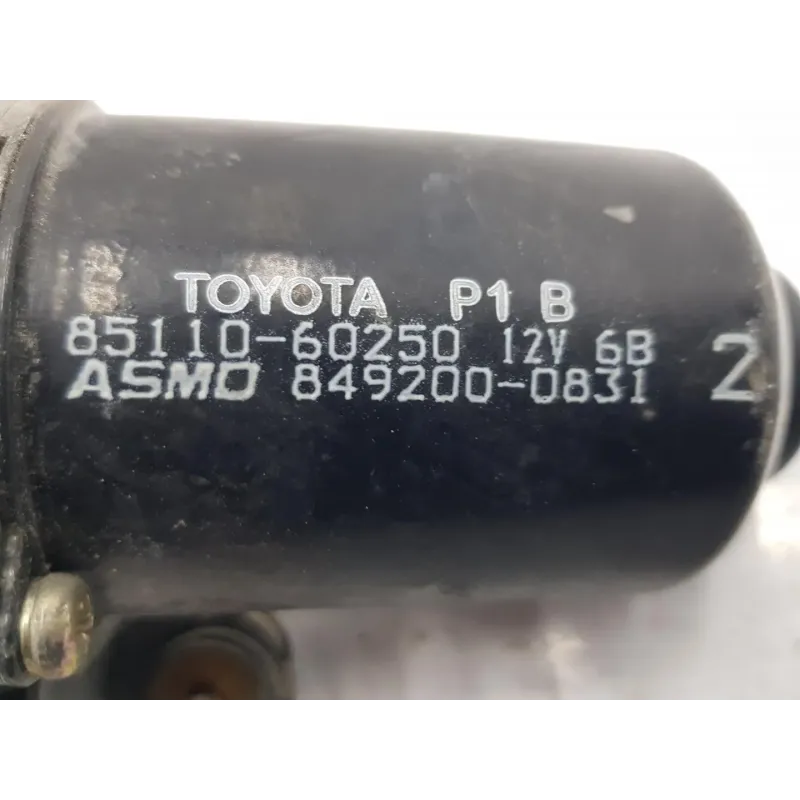 TOYOTA P1 B
85110-60250 12V 6B
ASMO 849200-0831 2